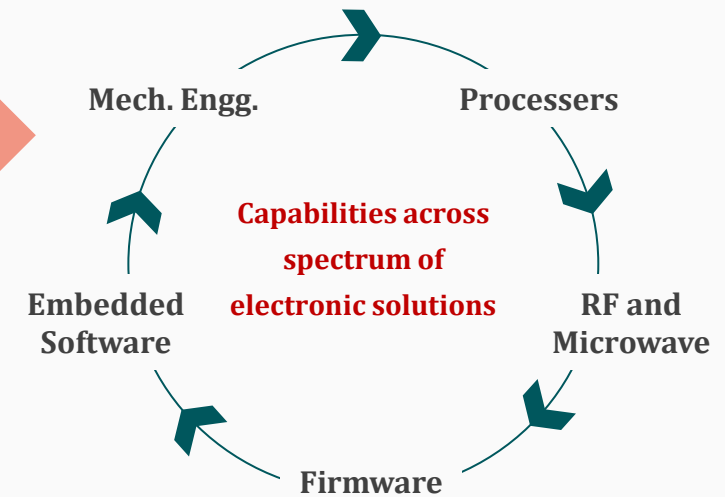 Mech. Engg.
Processers
Capabilities across
spectrum of
electronic solutions
Embedded
Software
RF and
Microwave
Firmware